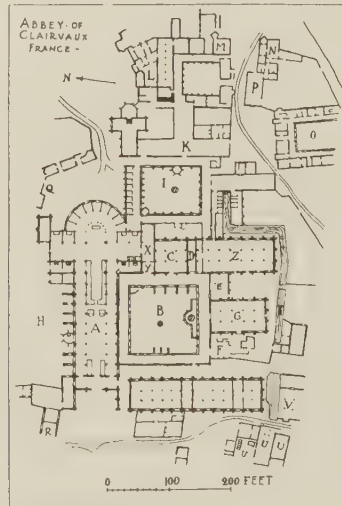 ABBEY·OF
CLAIRVAUX
FRANCE-
N
M
N
L
P
O
K
Q
I
X
Y
C
D
Z
A
B
E
G
H
F
V
R
U
U
U
0 100 200 FEET